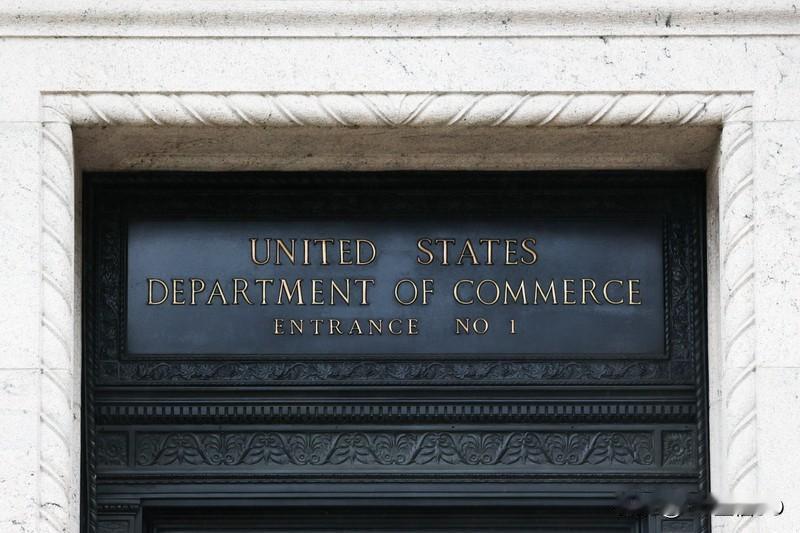 UNITED STATES
DEPARTMENT OF COMMERCE
ENTRANCE NO 1